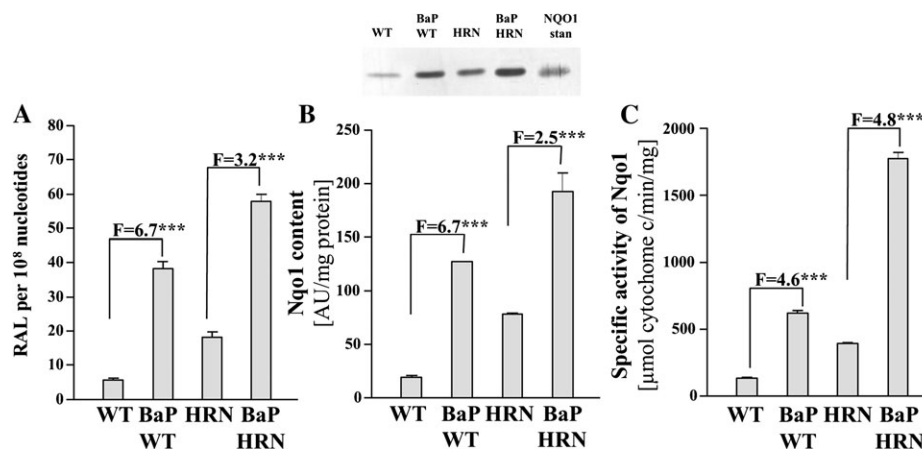 WT BaP WT HRN BaP HRN NQO1 stan
A
RAL per 10⁸ nucleotides
80
70
60
50
40
30
20
10
0
F=6.7***
F=3.2***
WT BaP HRN BaP
WT HRN
B
Nqo1 content
[AU/mg protein]
250
200
150
100
50
0
F=6.7***
F=2.5***
WT BaP HRN BaP
WT HRN
C
Specific activity of Nqo1
[µmol cytochome c/min/mg]
2000
1500
1000
500
0
F=4.6***
F=4.8***
WT BaP HRN BaP
WT HRN